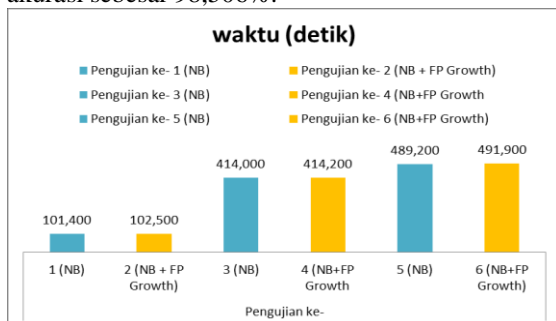 waktu (detik)
Pengujian ke- 1 (NB)
Pengujian ke- 2 (NB + FP Growth)
Pengujian ke- 3 (NB)
Pengujian ke- 4 (NB+FP Growth
Pengujian ke- 5 (NB)
Pengujian ke- 6 (NB+FP Growth)
101,400
102,500
414,000
414,200
489,200
491,900
1 (NB)
2 (NB + FP
Growth)
3 (NB)
4 (NB+FP
Growth
5 (NB)
6 (NB+FP
Growth)
Pengujian ke-